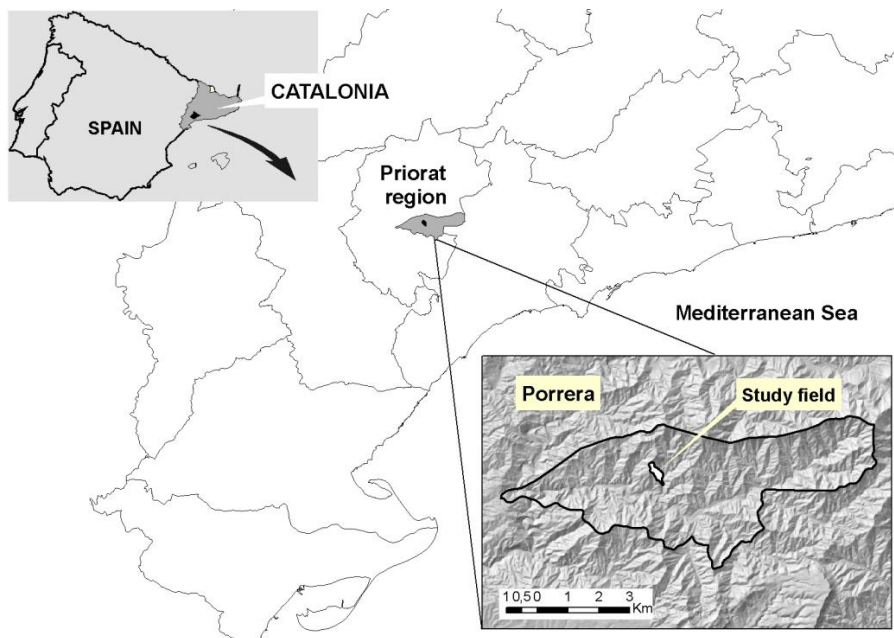 CATALONIA
SPAIN
Priorat
region
Mediterranean Sea
Porrera
Study field
1 0,5 0 1 2 3
Km